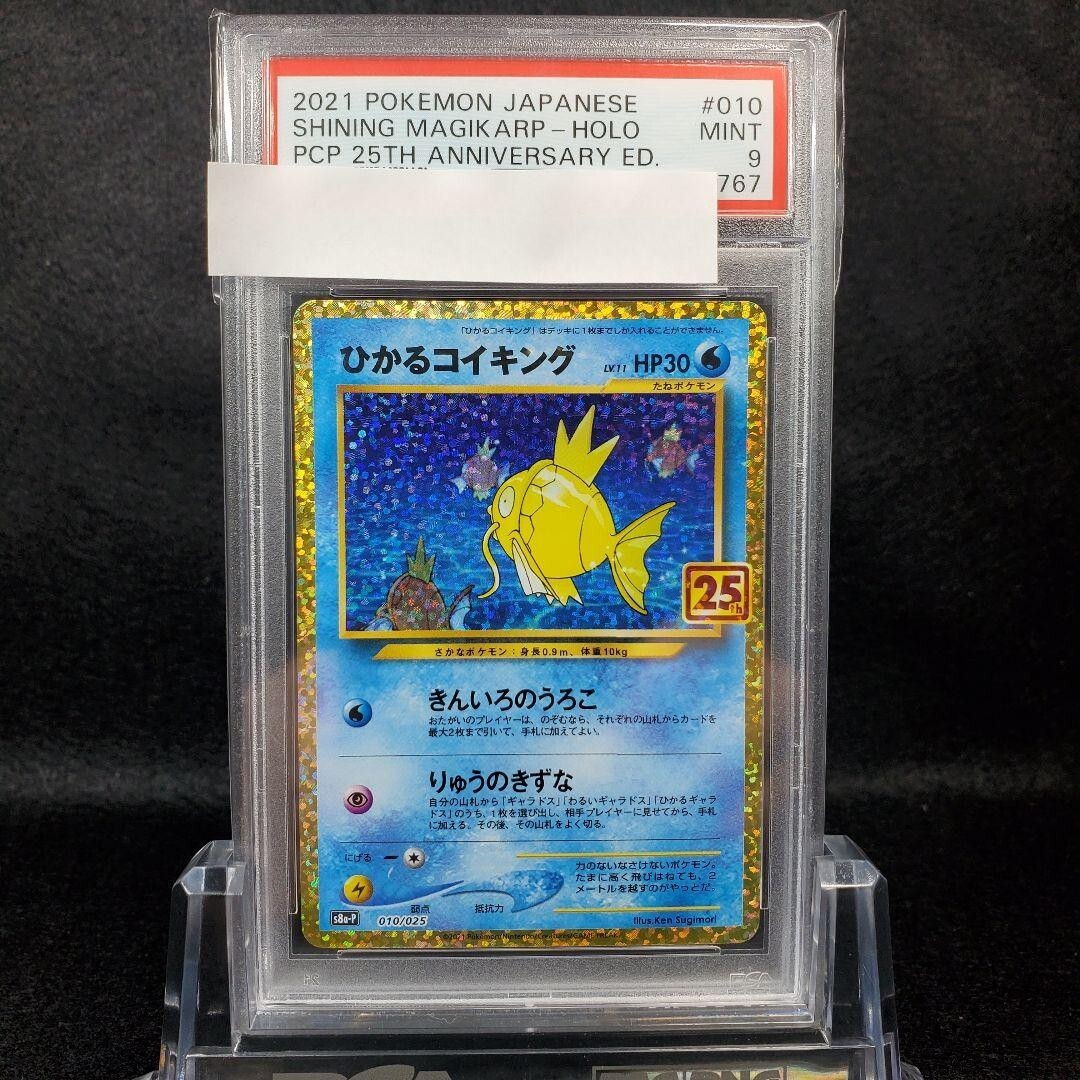 2021 POKEMON JAPANESE #010
SHINING MAGIKARP-HOLO MINT
PCP 25TH ANNIVERSARY ED. 9
767
「ひかるコイキング」はデッキに1枚までしか入れることができません。
ひかるコイキング LV.11 HP30
たねポケモン
25th
さかなポケモン:身長0.9m、体重10kg
きんいろのうろこ
おたがいのプレイヤーは、のぞむなら、それぞれの山札からカードを
最大2枚まで引いて、手札に加えてよい。
りゅうのきずな
自分の山札から「ギャラドス」「わるいギャラドス」「ひかるギャラ
ドス」のうち、1枚を選び出し、相手プレイヤーに見せてから、手札
に加える。その後、その山札をよく切る。
にげる
力のないなさけないポケモン。
たまに高く飛びはねても、2
メートルを越すのがやっとだ。
弱点 抵抗力
s8a-P 010/025 Illus.Ken Sugimori
©2021 Pokémon/Nintendo/Creatures/GAME FREAK
PSA